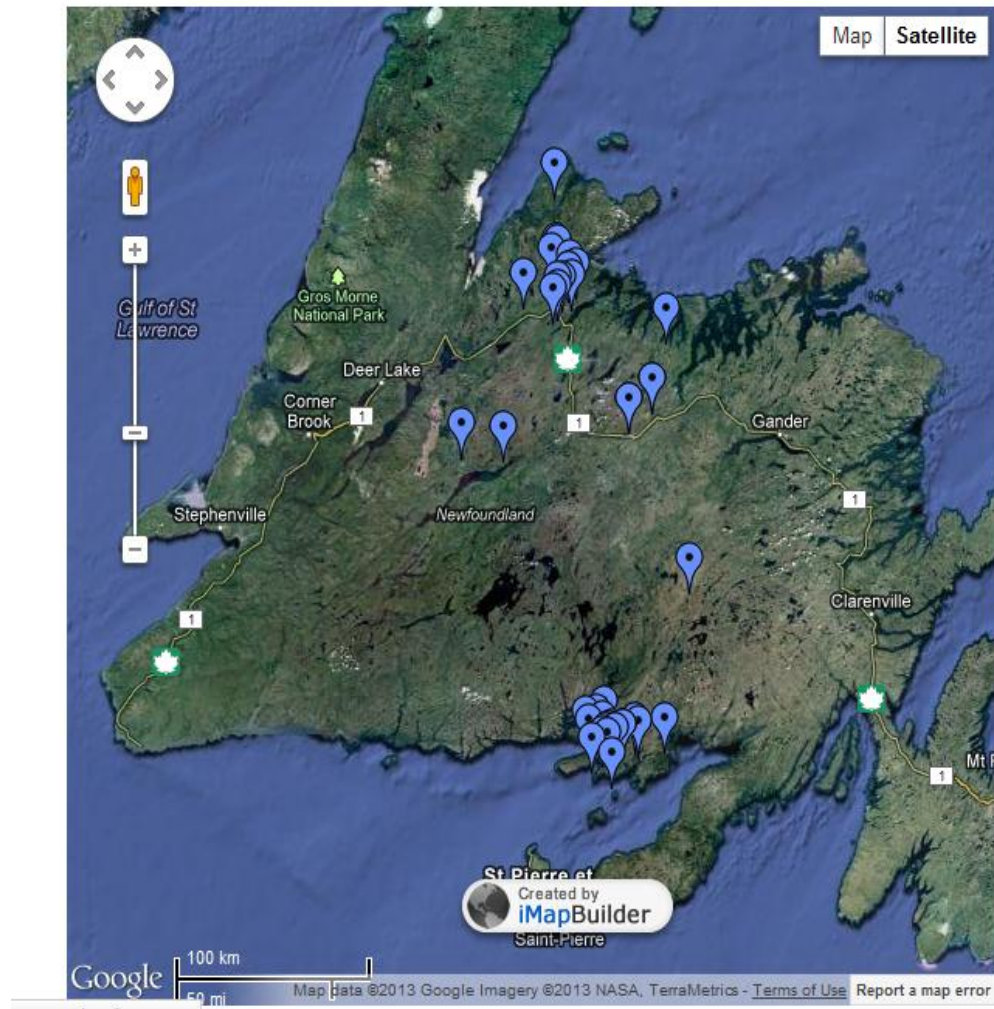 Map
Satellite
Gulf of St
Lawrence
Gros Morne
National Park
Deer Lake
Corner
Brook
1
1
Gander
Stephenville
Newfoundland
1
1
Clarenville
1
Mt
St Pierre et
Created by
iMapBuilder
Saint-Pierre
Google
100 km
50 mi
Map data ©2013 Google Imagery ©2013 NASA, TerraMetrics - Terms of Use
Report a map error